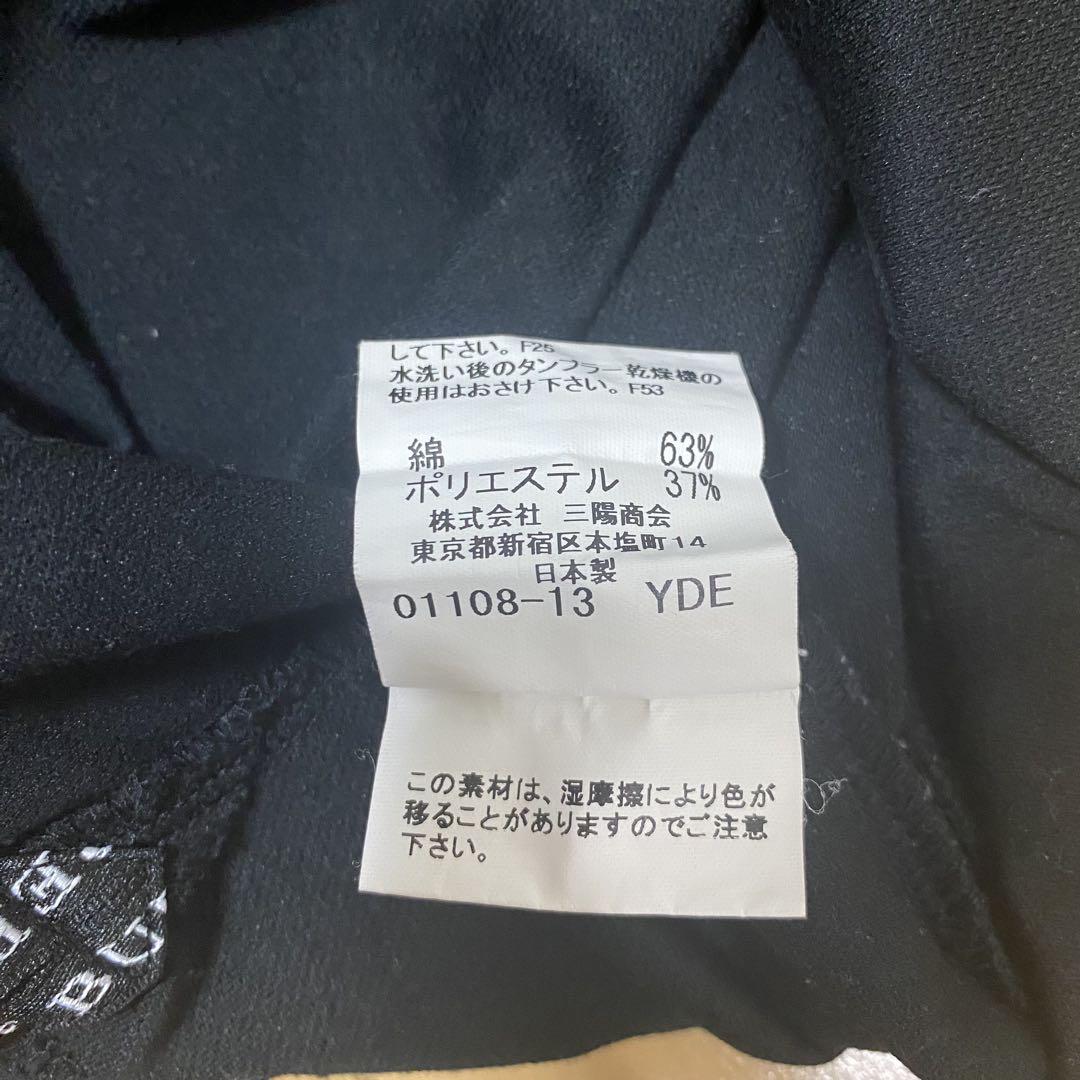 して下さい。F25
水洗い後のタンブラー乾燥機の
使用はおさけ下さい。F53
綿 63%
ポリエステル 37%
株式会社 三陽商会
東京都新宿区本塩町14
日本製
01108-13 YDE
この素材は、湿摩擦により色が
移ることがありますのでご注意
下さい。